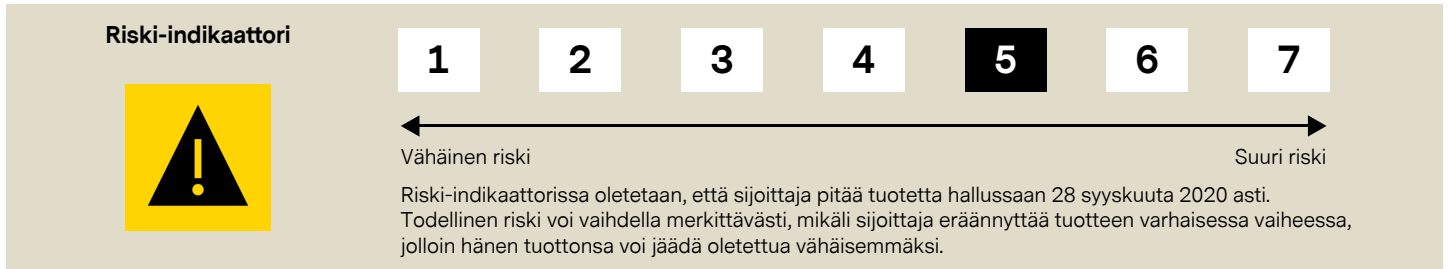 Riski-indikaattori
1 2 3 4 5 6 7
Vähäinen riski Suuri riski
Riski-indikaattorissa oletetaan, että sijoittaja pitää tuotetta hallussaan 28 syyskuuta 2020 asti.
Todellinen riski voi vaihdella merkittävästi, mikäli sijoittaja eräännyttää tuotteen varhaisessa vaiheessa,
jolloin hänen tuottonsa voi jäädä oletettua vähäisemmäksi.